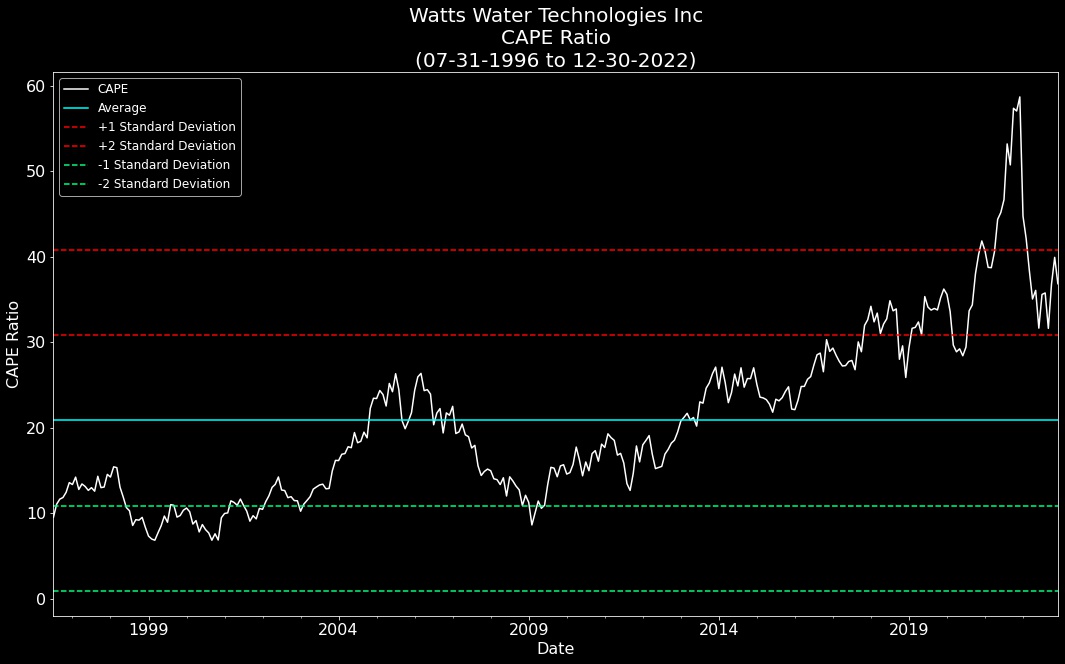 Watts Water Technologies Inc
CAPE Ratio
(07-31-1996 to 12-30-2022)
CAPE
Average
+1 Standard Deviation
+2 Standard Deviation
-1 Standard Deviation
-2 Standard Deviation
60
50
40
30
20
10
0
CAPE Ratio
1999
2004
2009
2014
2019
Date